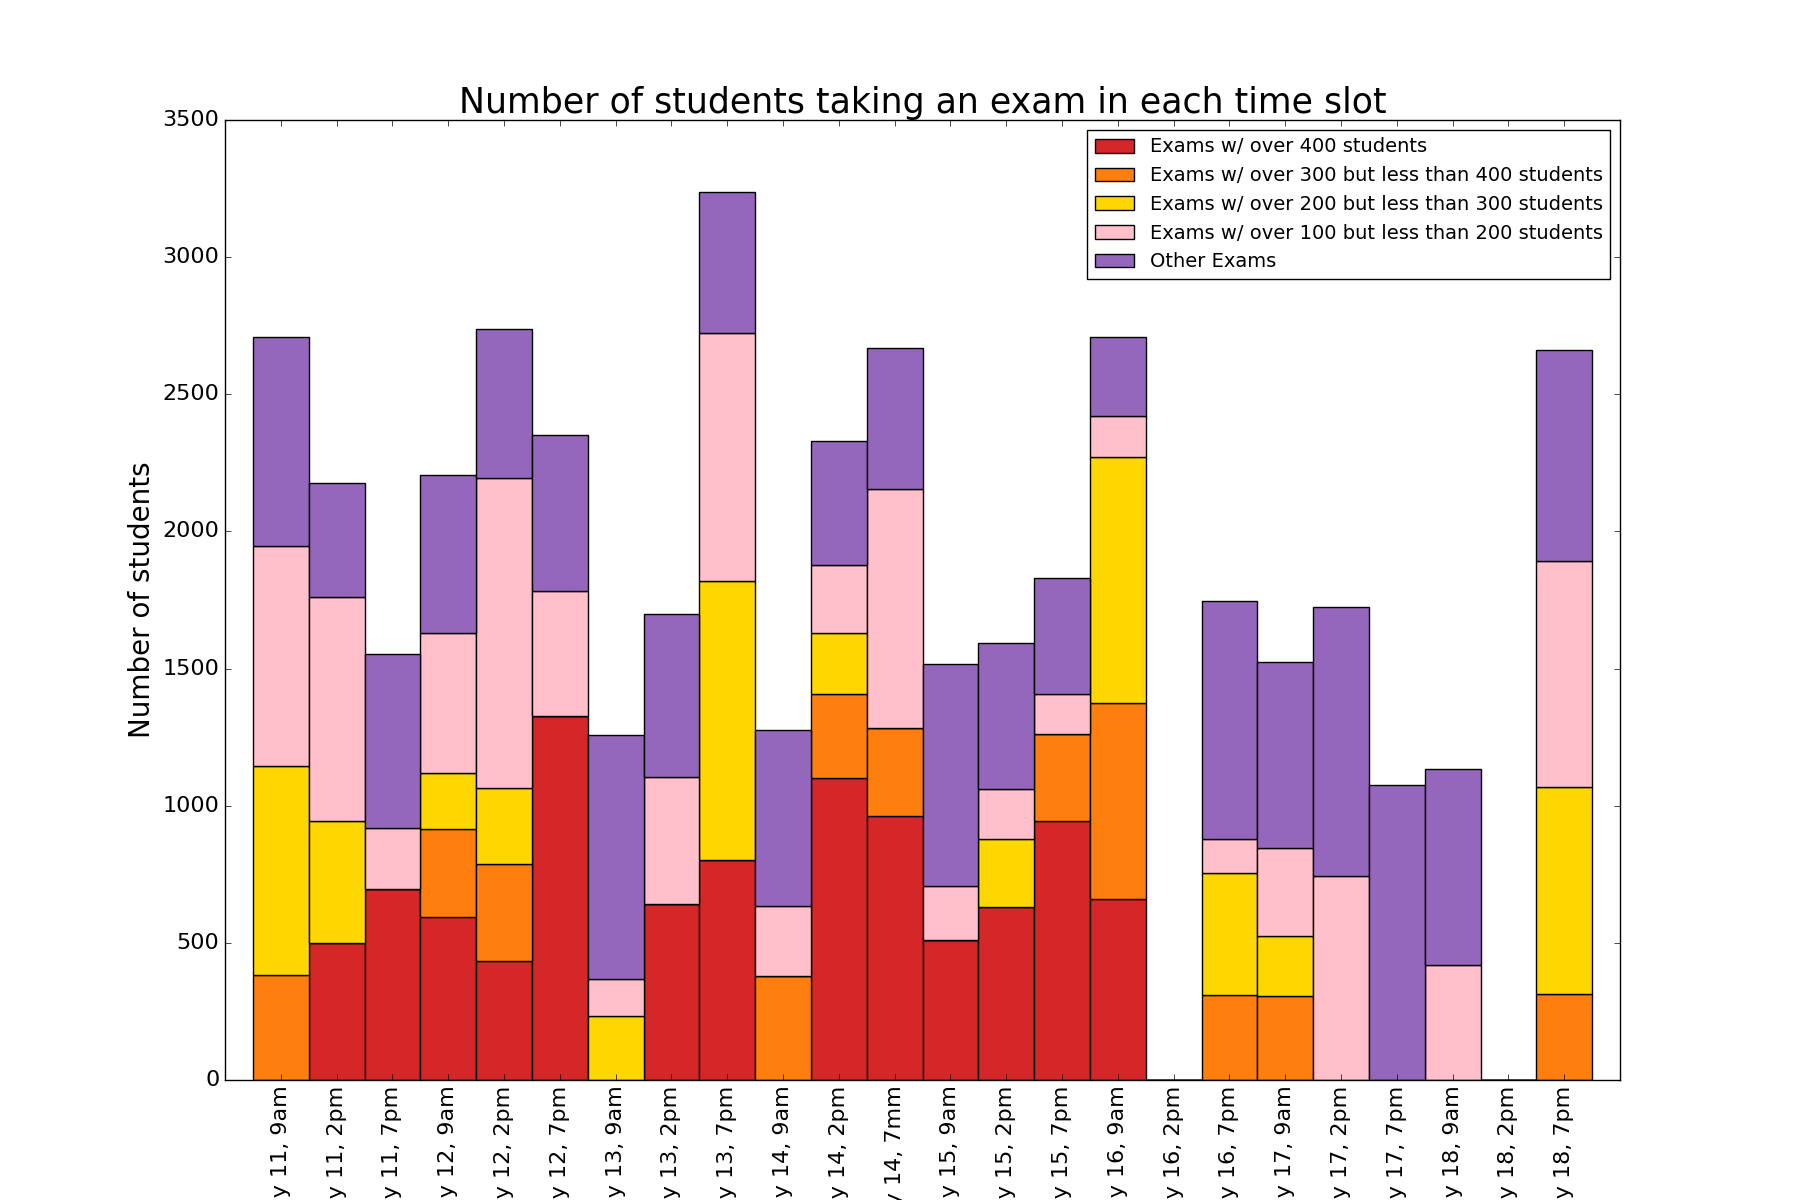 Number of students taking an exam in each time slot
Exams w/ over 400 students
Exams w/ over 300 but less than 400 students
Exams w/ over 200 but less than 300 students
Exams w/ over 100 but less than 200 students
Other Exams
Number of students
3500
3000
2500
2000
1500
1000
500
0
y 11, 9am
y 11, 2pm
y 11, 7pm
y 12, 9am
y 12, 2pm
y 12, 7pm
y 13, 9am
y 13, 2pm
y 13, 7pm
y 14, 9am
y 14, 2pm
y 14, 7mm
y 15, 9am
y 15, 2pm
y 15, 7pm
y 16, 9am
y 16, 2pm
y 16, 7pm
y 17, 9am
y 17, 2pm
y 17, 7pm
y 18, 9am
y 18, 2pm
y 18, 7pm